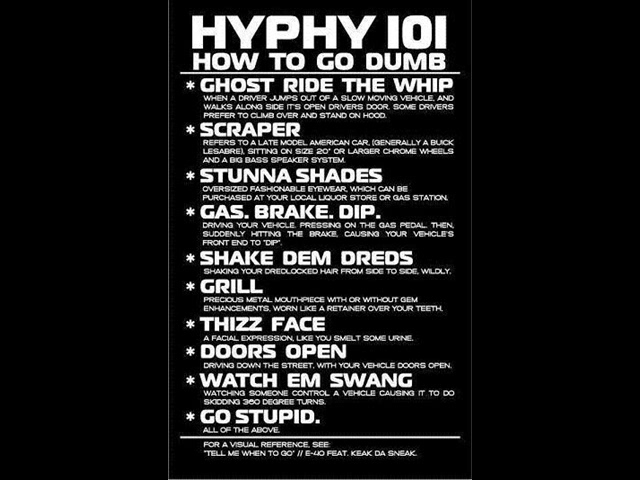 HYPHY 101
HOW TO GO DUMB
* GHOST RIDE THE WHIP
WHEN A DRIVER JUMPS OUT OF A SLOW MOVING VEHICLE, AND
WALKS ALONG SIDE IT'S OPEN DRIVERS DOOR. SOME DRIVERS
PREFER TO CLIMB OVER AND STAND ON HOOD.
* SCRAPER
REFERS TO A LATE MODEL AMERICAN CAR, (GENERALLY A BUICK
LESABRE), SITTING ON SIZE 20" OR LARGER CHROME WHEELS
AND A BIG BASS SPEAKER SYSTEM.
* STUNNA SHADES
OVERSIZED FASHIONABLE EYEWEAR, WHICH CAN BE
PURCHASED AT YOUR LOCAL LIQUOR STORE OR GAS STATION.
* GAS. BRAKE. DIP.
DRIVING YOUR VEHICLE, PRESSING ON THE GAS PEDAL. THEN,
SUDDENLY HITTING THE BRAKE, CAUSING YOUR VEHICLE'S
FRONT END TO "DIP".
* SHAKE DEM DREDS
SHAKING YOUR DREDLOCKED HAIR FROM SIDE TO SIDE, WILDLY.
* GRILL
PRECIOUS METAL MOUTHPIECE WITH OR WITHOUT GEM
ENHANCEMENTS, WORN LIKE A RETAINER OVER YOUR TEETH.
* THIZZ FACE
A FACIAL EXPRESSION, LIKE YOU SMELT SOME URINE.
* DOORS OPEN
DRIVING DOWN THE STREET, WITH YOUR VEHICLE DOORS OPEN.
* WATCH EM SWANG
WATCHING SOMEONE CONTROL A VEHICLE CAUSING IT TO DO
SKIDDING 360 DEGREE TURNS.
* GO STUPID.
ALL OF THE ABOVE.
FOR A VISUAL REFERENCE, SEE:
"TELL ME WHEN TO GO" // E-40 FEAT. KEAK DA SNEAK.